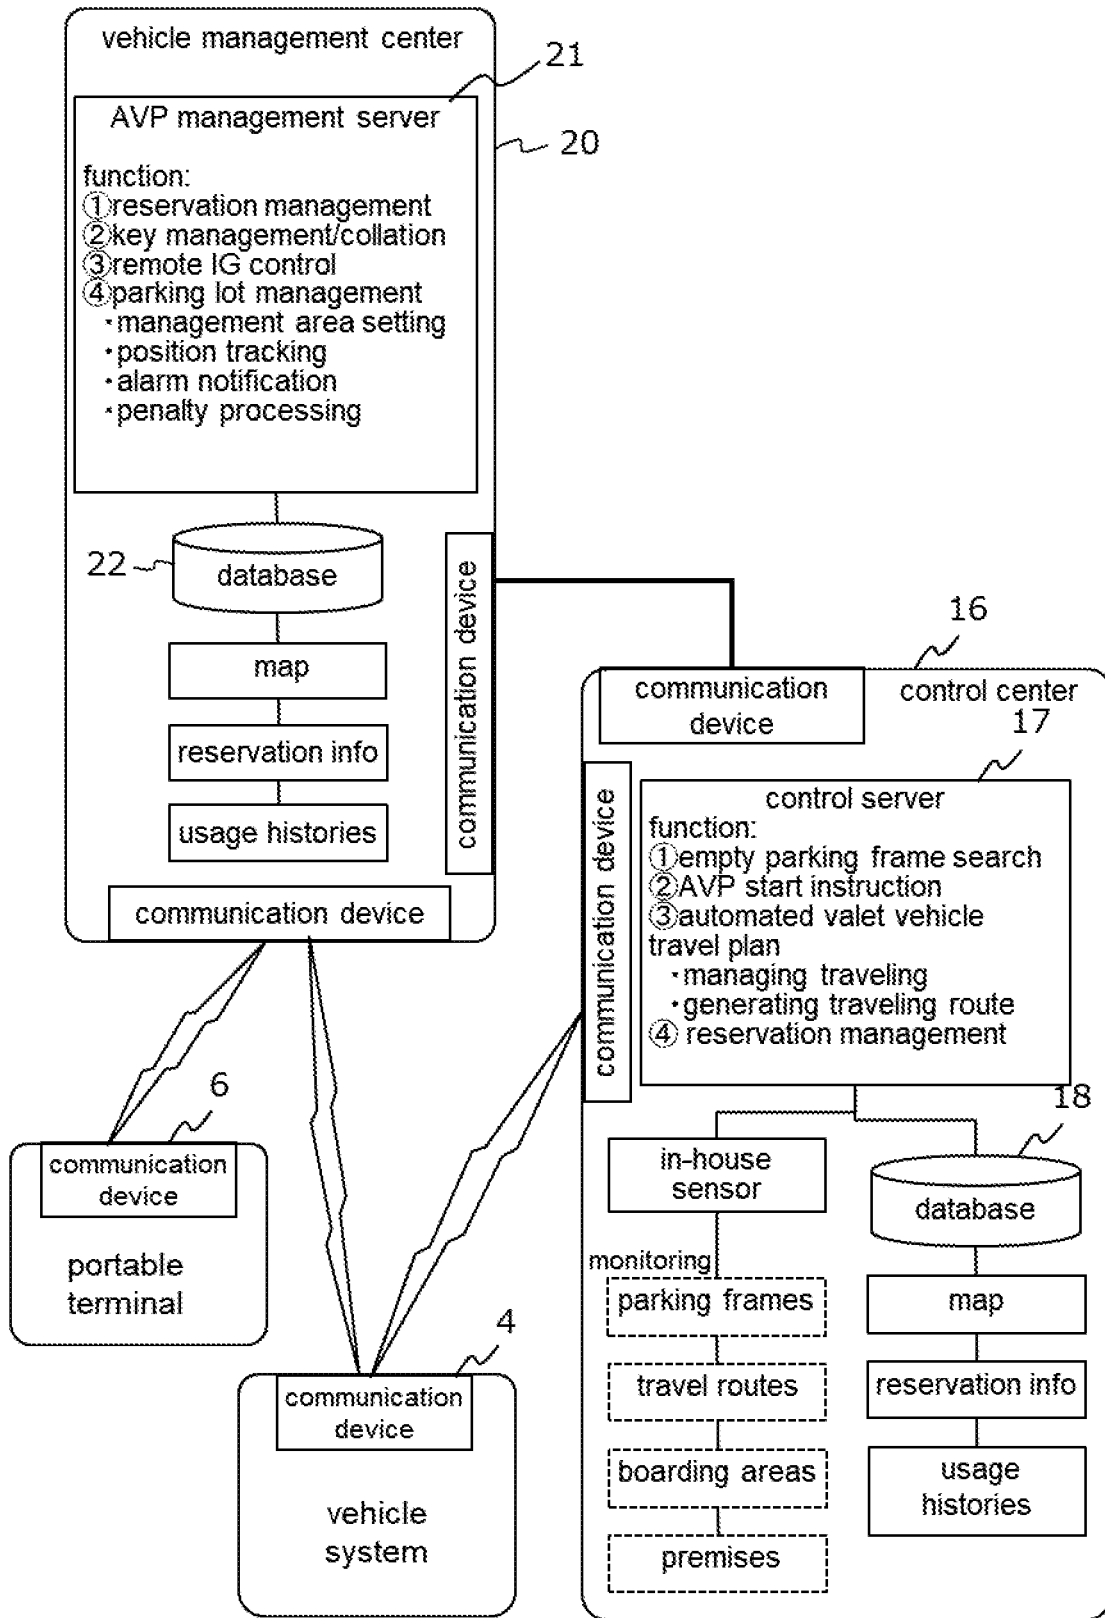 vehicle management center
21
AVP management server
20
function:
①reservation management
②key management/collation
③remote IG control
④parking lot management
・management area setting
・position tracking
・alarm notification
・penalty processing
22
database
map
reservation info
usage histories
communication device
communication device
16
communication
device
control center
17
communication device
control server
function:
①empty parking frame search
②AVP start instruction
③automated valet vehicle
travel plan
・managing traveling
・generating traveling route
④reservation management
18
in-house
sensor
database
monitoring
parking frames
travel routes
boarding areas
premises
map
reservation info
usage
histories
6
communication
device
portable
terminal
4
communication
device
vehicle
system